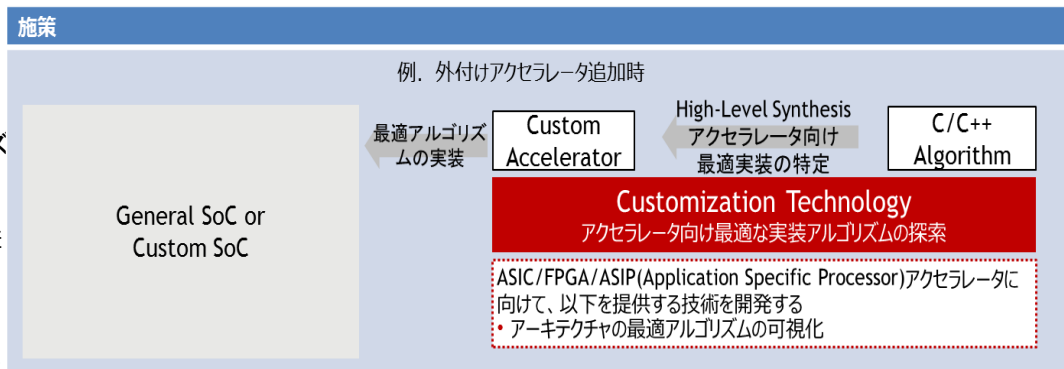 施策
例．外付けアクセラレータ追加時
ズ
General SoC or
Custom SoC
最適アルゴリズ
ムの実装
Custom
Accelerator
High-Level Synthesis
アクセラレータ向け
最適実装の特定
C/C++
Algorithm
Customization Technology
アクセラレータ向け最適な実装アルゴリズムの探索
ASIC/FPGA/ASIP(Application Specific Processor)アクセラレータに
向けて、以下を提供する技術を開発する
• アーキテクチャの最適アルゴリズムの可視化